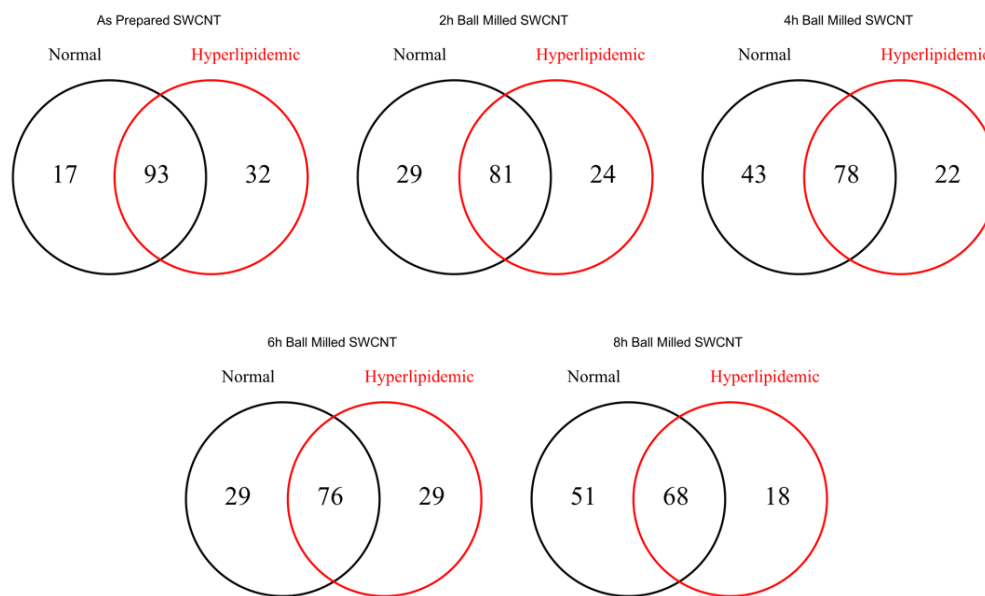 As Prepared SWCNT
2h Ball Milled SWCNT
4h Ball Milled SWCNT
Normal
Hyperlipidemic
Normal
Hyperlipidemic
Normal
Hyperlipidemic
17
93
32
29
81
24
43
78
22
6h Ball Milled SWCNT
8h Ball Milled SWCNT
Normal
Hyperlipidemic
Normal
Hyperlipidemic
29
76
29
51
68
18